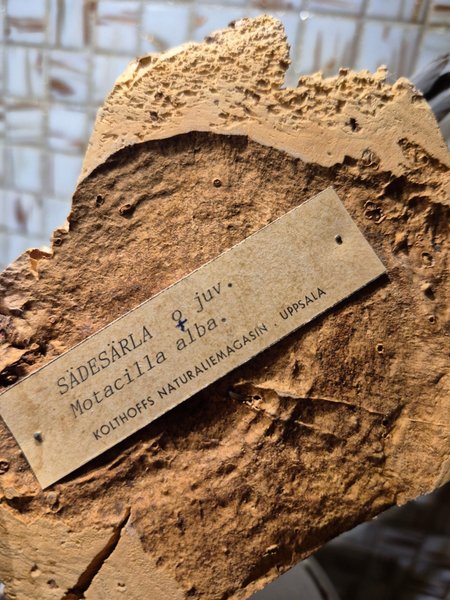 SÄDESÄRLA ♀ juv.
Motacilla alba.
KOLTHOFFS NATURALIEMAGASIN . UPPSALA